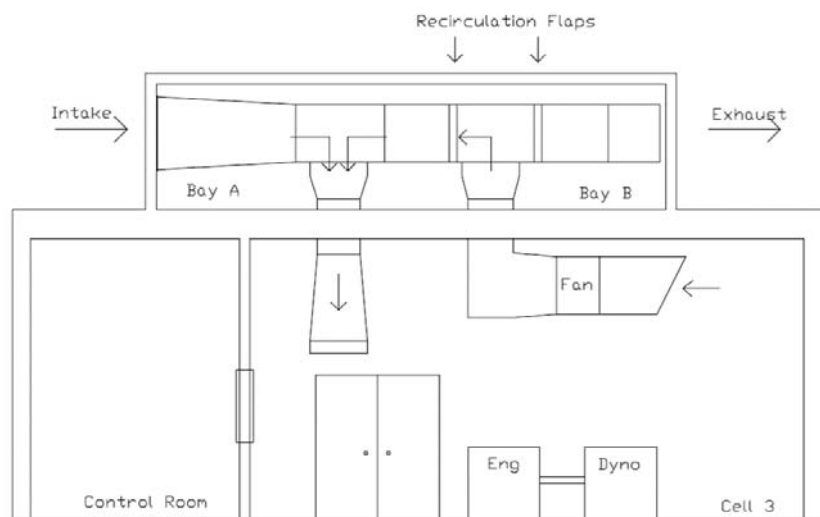 Recirculation Flaps
Intake
Exhaust
Bay A
Bay B
Fan
Eng
Dyno
Control Room
Cell 3